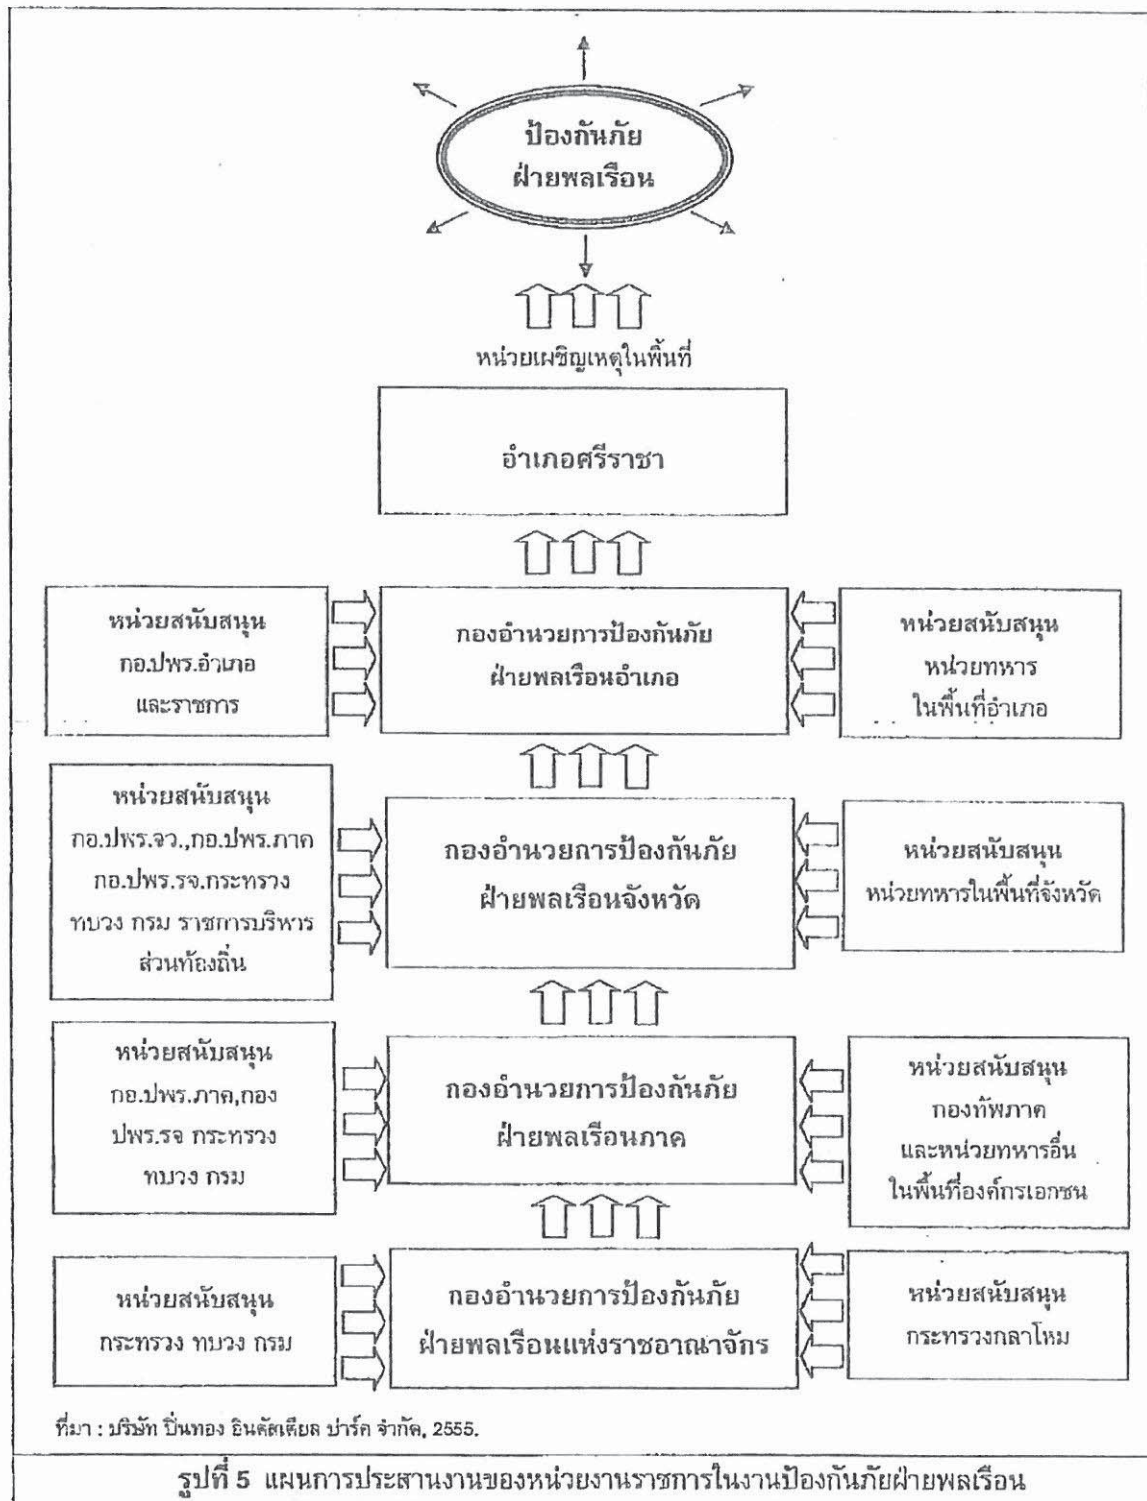 ป้องกันภัย
ฝ่ายพลเรือน
หน่วยเผชิญเหตุในพื้นที่
อำเภอศรีราชา
หน่วยสนับสนุน
กอ.ปพร.อำเภอ
และราชการ
กองอำนวยการป้องกันภัย
ฝ่ายพลเรือนอำเภอ
หน่วยสนับสนุน
หน่วยทหาร
ในพื้นที่อำเภอ
หน่วยสนับสนุน
กอ.ปพร.จว.,กอ.ปพร.ภาค
กอ.ปพร.รจ.กระทรวง
ทบวง กรม ราชการบริหาร
ส่วนท้องถิ่น
กองอำนวยการป้องกันภัย
ฝ่ายพลเรือนจังหวัด
หน่วยสนับสนุน
หน่วยทหารในพื้นที่จังหวัด
หน่วยสนับสนุน
กอ.ปพร.ภาค,กอง
ปพร.รจ กระทรวง
ทบวง กรม
กองอำนวยการป้องกันภัย
ฝ่ายพลเรือนภาค
หน่วยสนับสนุน
กองทัพภาค
และหน่วยทหารอื่น
ในพื้นที่องค์กรเอกชน
หน่วยสนับสนุน
กระทรวง ทบวง กรม
กองอำนวยการป้องกันภัย
ฝ่ายพลเรือนแห่งราชอาณาจักร
หน่วยสนับสนุน
กระทรวงกลาโหม
ที่มา : บริษัท ปิ่นทอง อินดัสเตียล ปาร์ค จำกัด, 2555.
รูปที่ 5 แผนการประสานงานของหน่วยงานราชการในงานป้องกันภัยฝ่ายพลเรือน